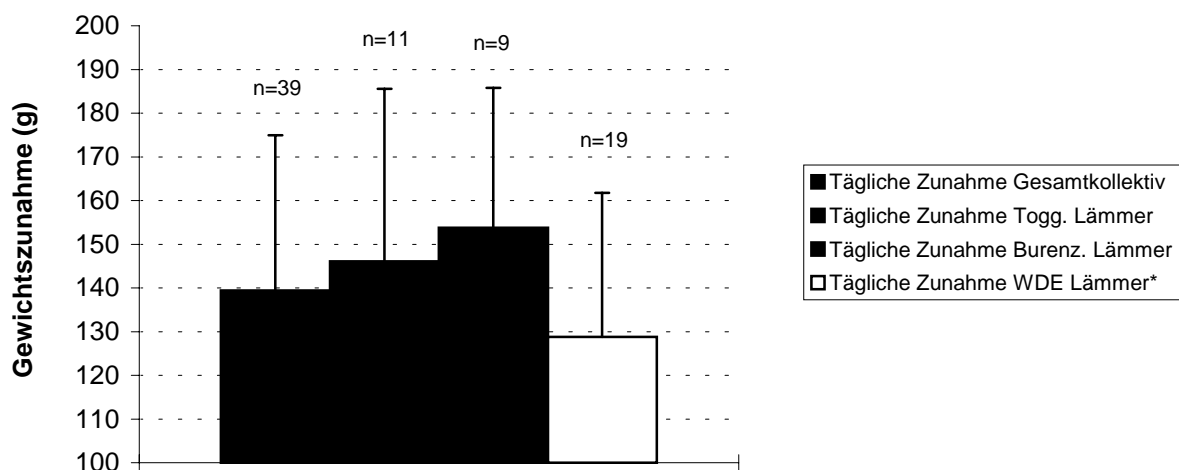 Gewichtszunahme (g)
200
190
180
170
160
150
140
130
120
110
100
n=39
n=11
n=9
n=19
Tägliche Zunahme Gesamtkollektiv
Tägliche Zunahme Togg. Lämmer
Tägliche Zunahme Burenz. Lämmer
Tägliche Zunahme WDE Lämmer*